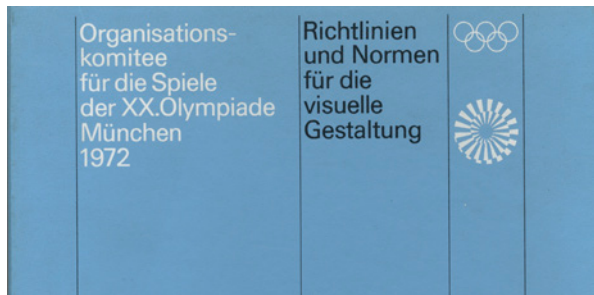 Organisations-
komitee
für die Spiele
der XX.Olympiade
München
1972
Richtlinien
und Normen
für die
visuelle
Gestaltung